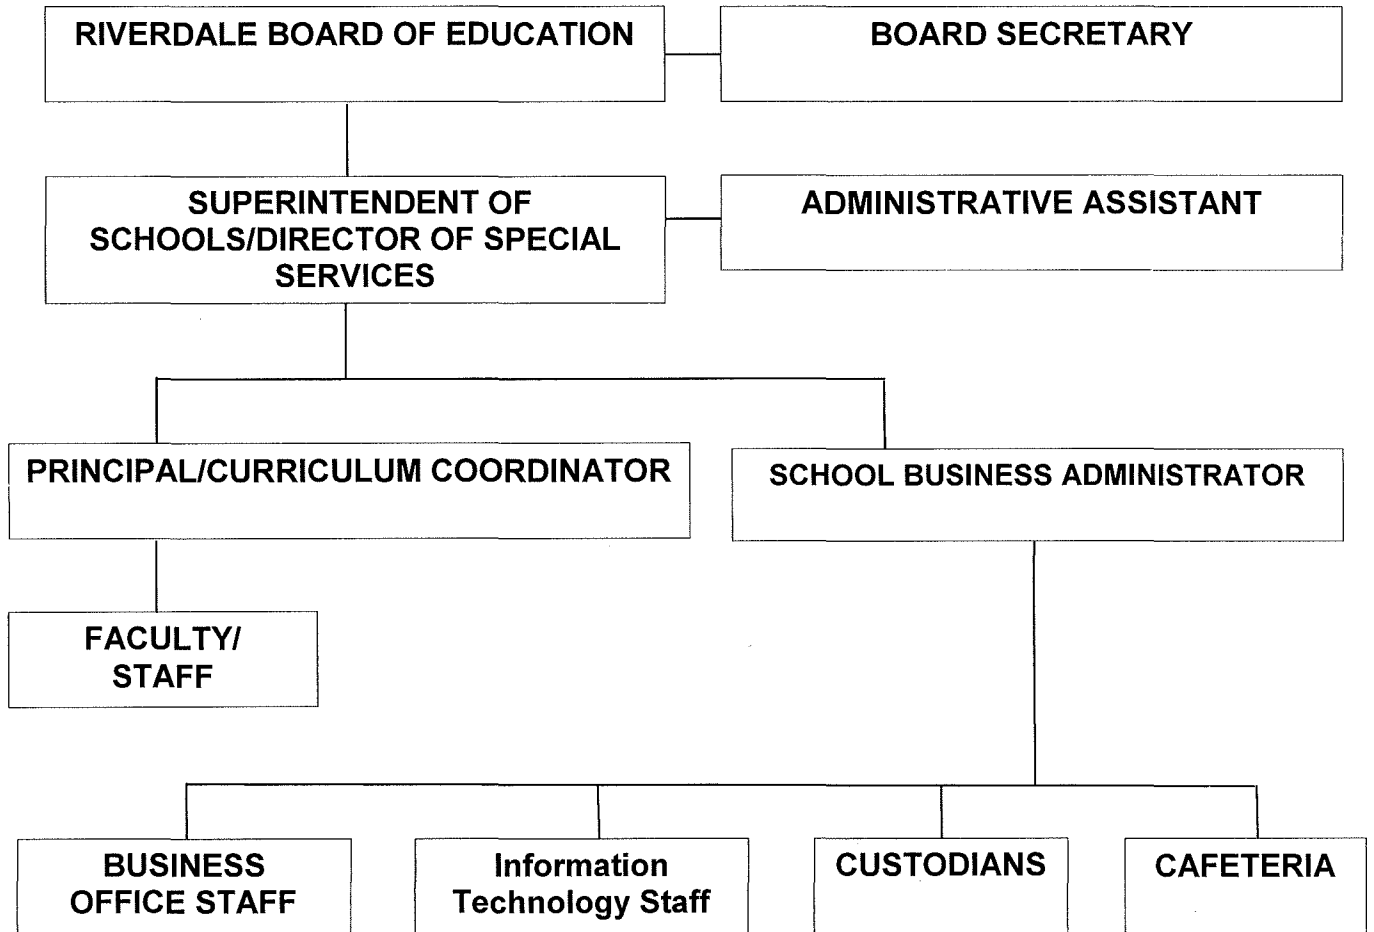 RIVERDALE BOARD OF EDUCATION
BOARD SECRETARY
SUPERINTENDENT OF
SCHOOLS/DIRECTOR OF SPECIAL
SERVICES
ADMINISTRATIVE ASSISTANT
PRINCIPAL/CURRICULUM COORDINATOR
SCHOOL BUSINESS ADMINISTRATOR
FACULTY/
STAFF
BUSINESS
OFFICE STAFF
Information
Technology Staff
CUSTODIANS
CAFETERIA